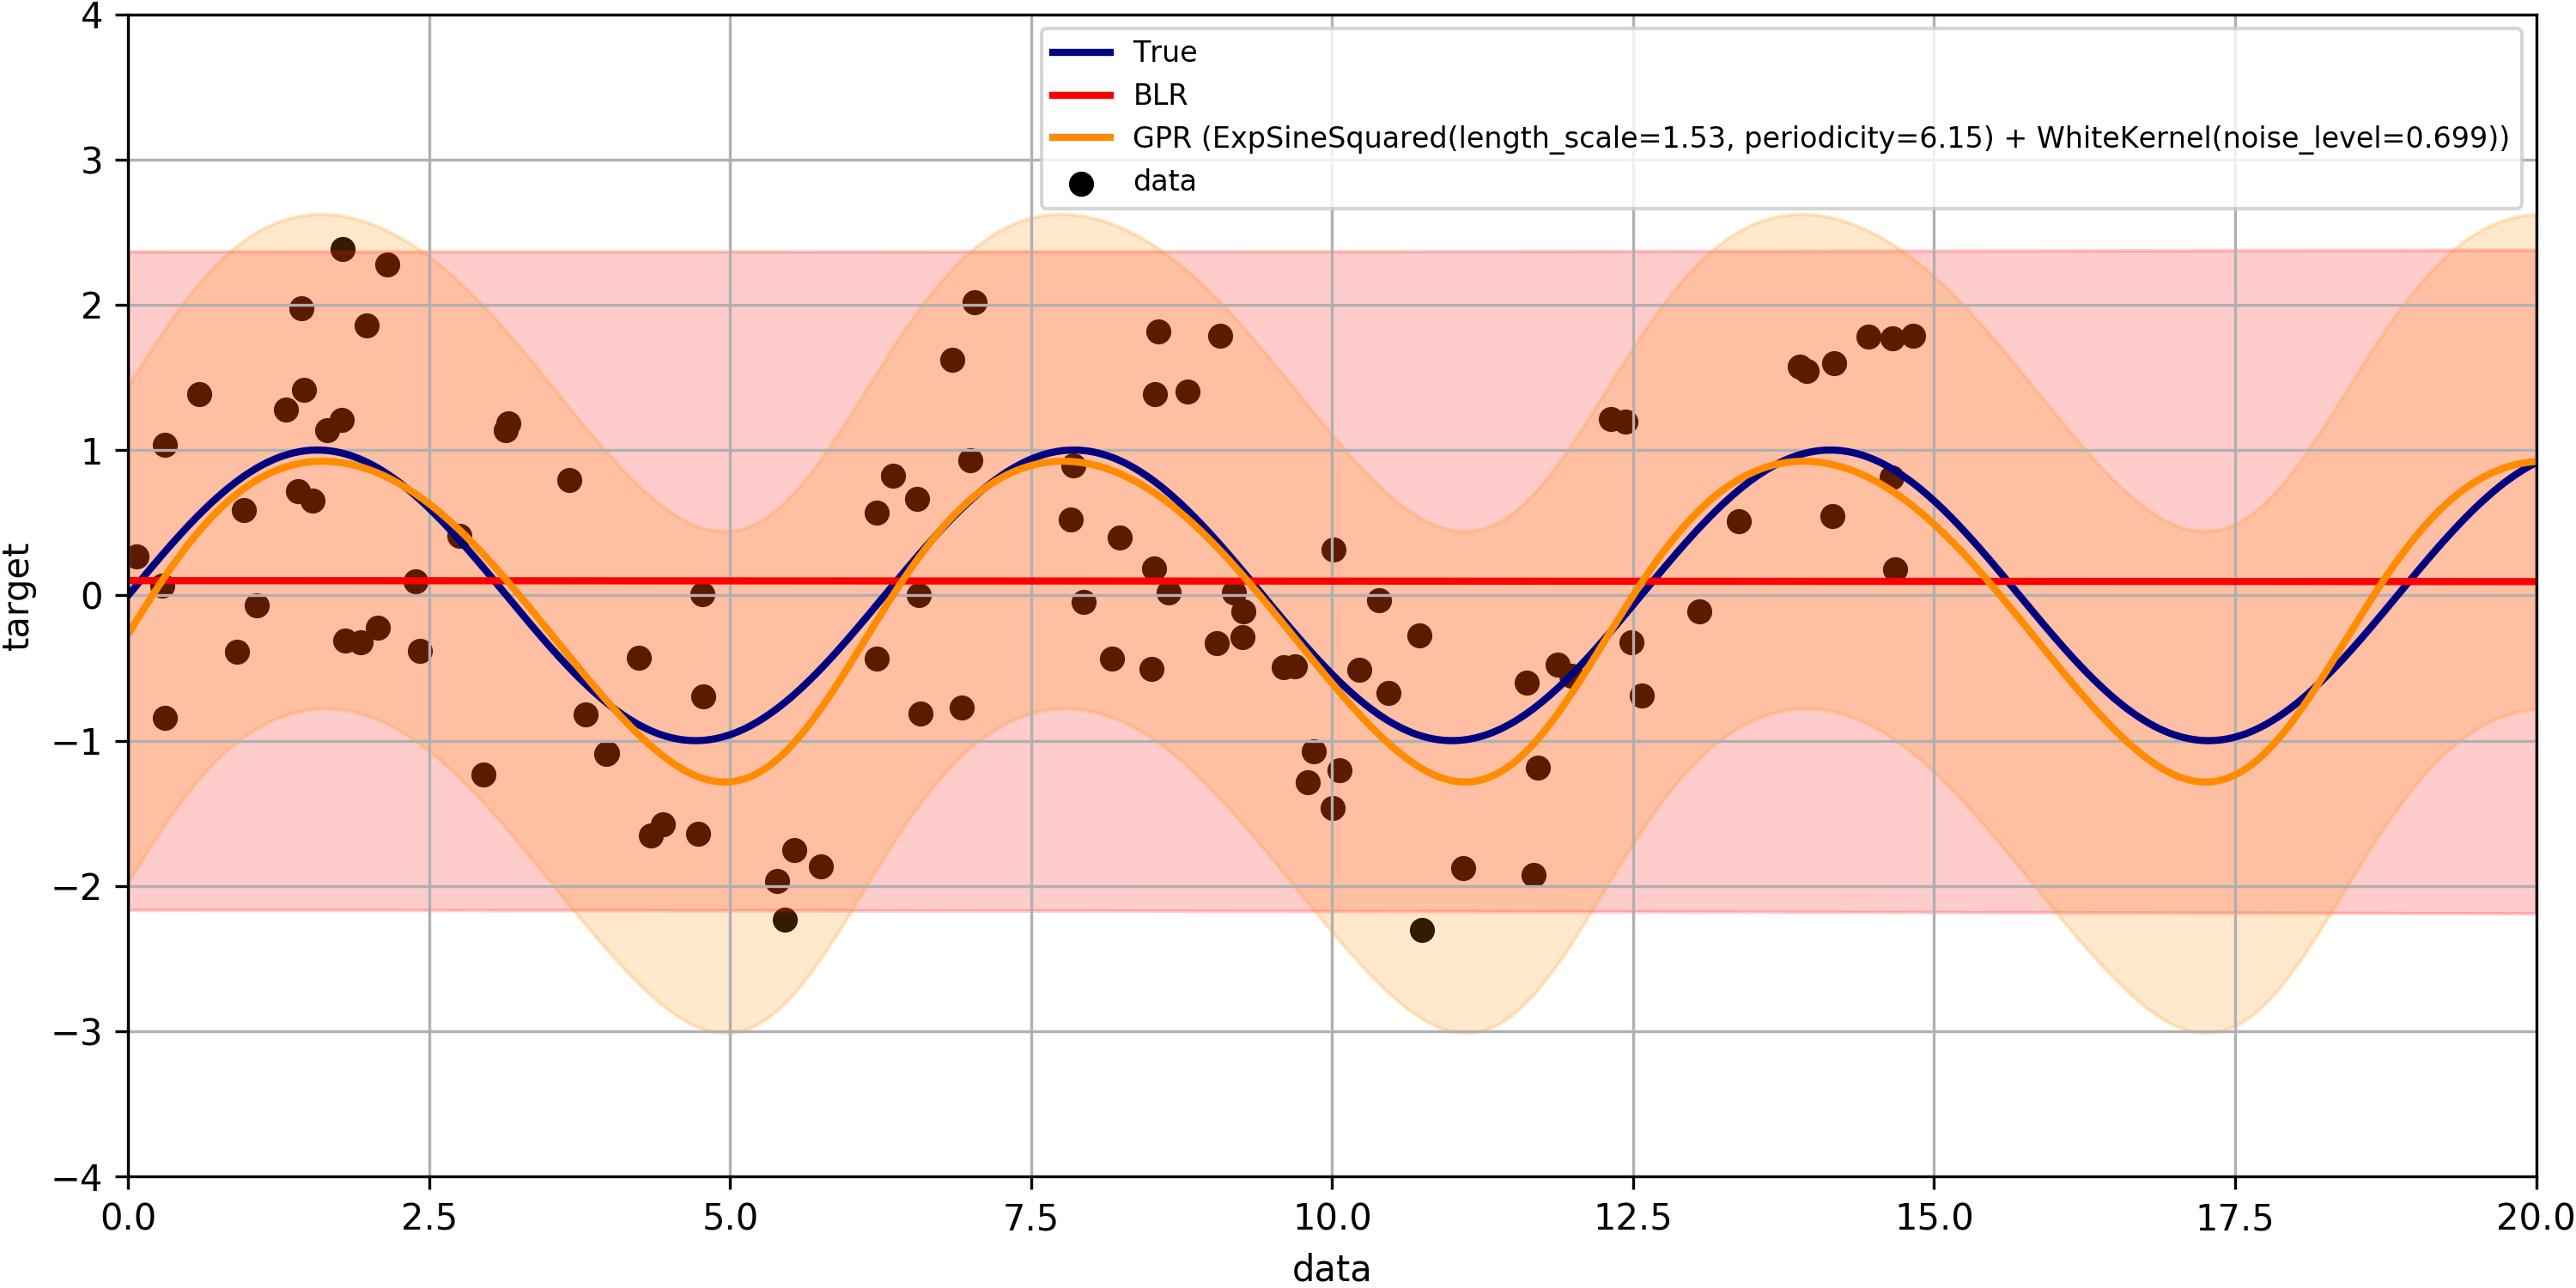 4
3
2
1
0
−1
−2
−3
−4
target
True
BLR
GPR (ExpSineSquared(length_scale=1.53, periodicity=6.15) + WhiteKernel(noise_level=0.699))
data
0.0 2.5 5.0 7.5 10.0 12.5 15.0 17.5 20.0
data